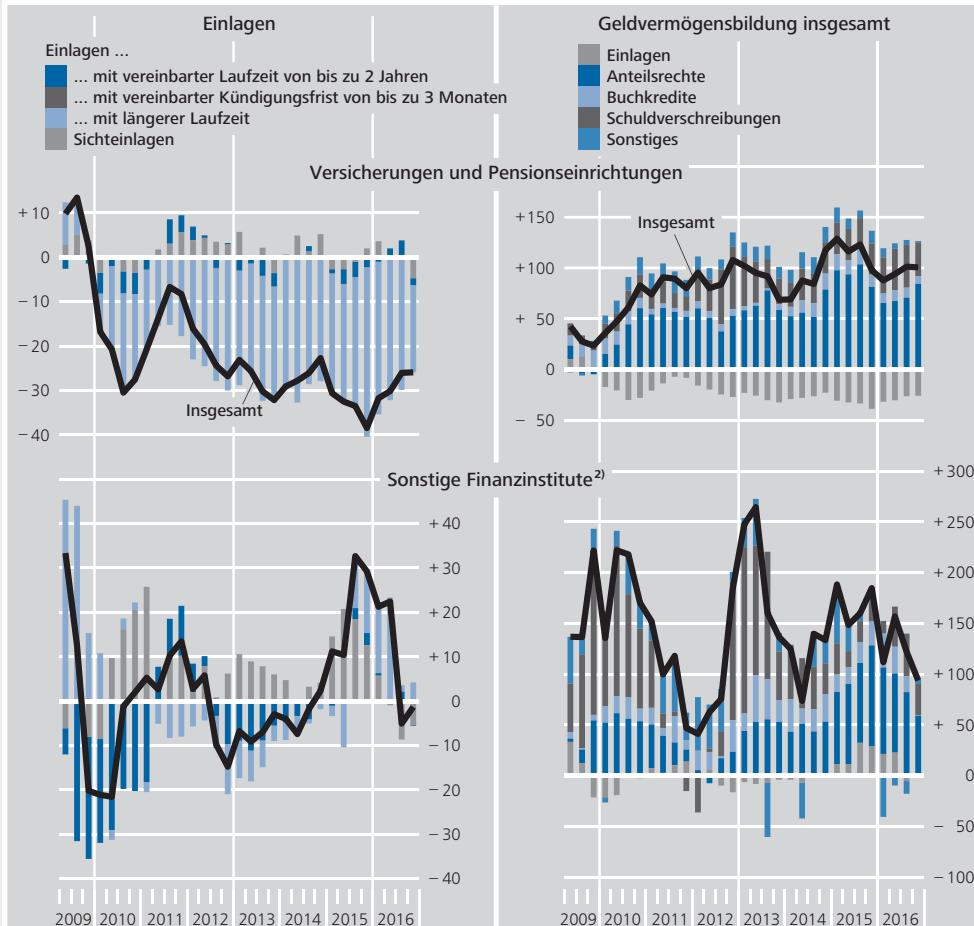 Einlagen
Einlagen ...
... mit vereinbarter Laufzeit von bis zu 2 Jahren
... mit vereinbarter Kündigungsfrist von bis zu 3 Monaten
... mit längerer Laufzeit
Sichteinlagen
Geldvermögensbildung insgesamt
Einlagen
Anteilsrechte
Buchkredite
Schuldverschreibungen
Sonstiges
Versicherungen und Pensionseinrichtungen
+ 10
0
− 10
− 20
− 30
− 40
Insgesamt
+ 150
+ 100
+ 50
0
− 50
Insgesamt
Sonstige Finanzinstitute 2)
+ 40
+ 30
+ 20
+ 10
0
− 10
− 20
− 30
− 40
+ 300
+ 250
+ 200
+ 150
+ 100
+ 50
0
− 50
− 100
2009 2010 2011 2012 2013 2014 2015 2016
2009 2010 2011 2012 2013 2014 2015 2016